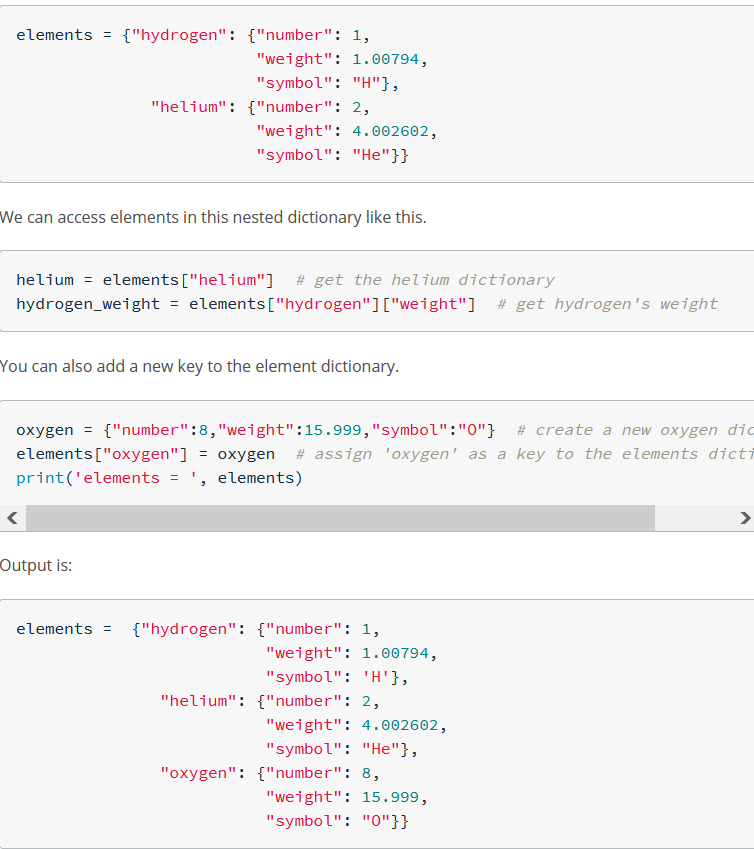 elements = {"hydrogen": {"number": 1,
                         "weight": 1.00794,
                         "symbol": "H"},
              "helium": {"number": 2,
                         "weight": 4.002602,
                         "symbol": "He"}}
We can access elements in this nested dictionary like this.
helium = elements["helium"]  # get the helium dictionary
hydrogen_weight = elements["hydrogen"]["weight"]  # get hydrogen's weight
You can also add a new key to the element dictionary.
oxygen = {"number":8,"weight":15.999,"symbol":"O"}  # create a new oxygen dic
elements["oxygen"] = oxygen  # assign 'oxygen' as a key to the elements dicti
print('elements = ', elements)
Output is:
elements =  {"hydrogen": {"number": 1,
                          "weight": 1.00794,
                          "symbol": 'H'},
               "helium": {"number": 2,
                          "weight": 4.002602,
                          "symbol": "He"},
               "oxygen": {"number": 8,
                          "weight": 15.999,
                          "symbol": "O"}}